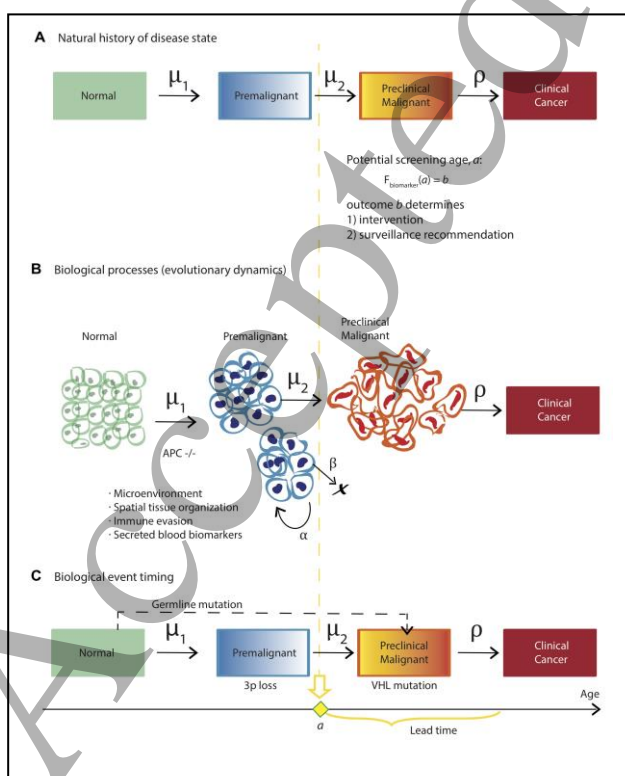 A Natural history of disease state
Normal
μ1
Premalignant
μ2
Preclinical
Malignant
ρ
Clinical
Cancer
Potential screening age, a:
Fbiomarker(a) = b
outcome b determines
1) intervention
2) surveillance recommendation
B Biological processes (evolutionary dynamics)
Normal
μ1
APC -/-
Premalignant
μ2
Preclinical
Malignant
ρ
Clinical
Cancer
β
x
α
· Microenvironment
· Spatial tissue organization
· Immune evasion
· Secreted blood biomarkers
C Biological event timing
Germline mutation
Normal
μ1
Premalignant
μ2
Preclinical
Malignant
ρ
Clinical
Cancer
3p loss
VHL mutation
Age
a
Lead time
Accepted